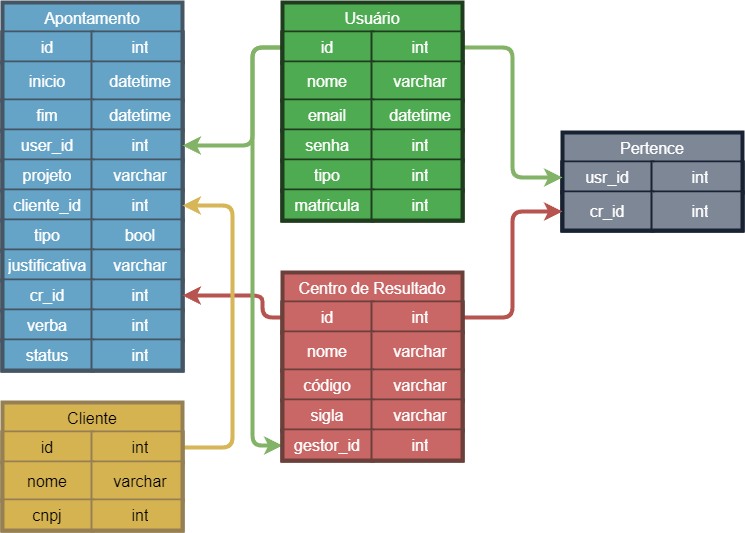 Apontamento
id int
inicio datetime
fim datetime
user_id int
projeto varchar
cliente_id int
tipo bool
justificativa varchar
cr_id int
verba int
status int
Usuário
id int
nome varchar
email datetime
senha int
tipo int
matricula int
Pertence
usr_id int
cr_id int
Centro de Resultado
id int
nome varchar
código varchar
sigla varchar
gestor_id int
Cliente
id int
nome varchar
cnpj int